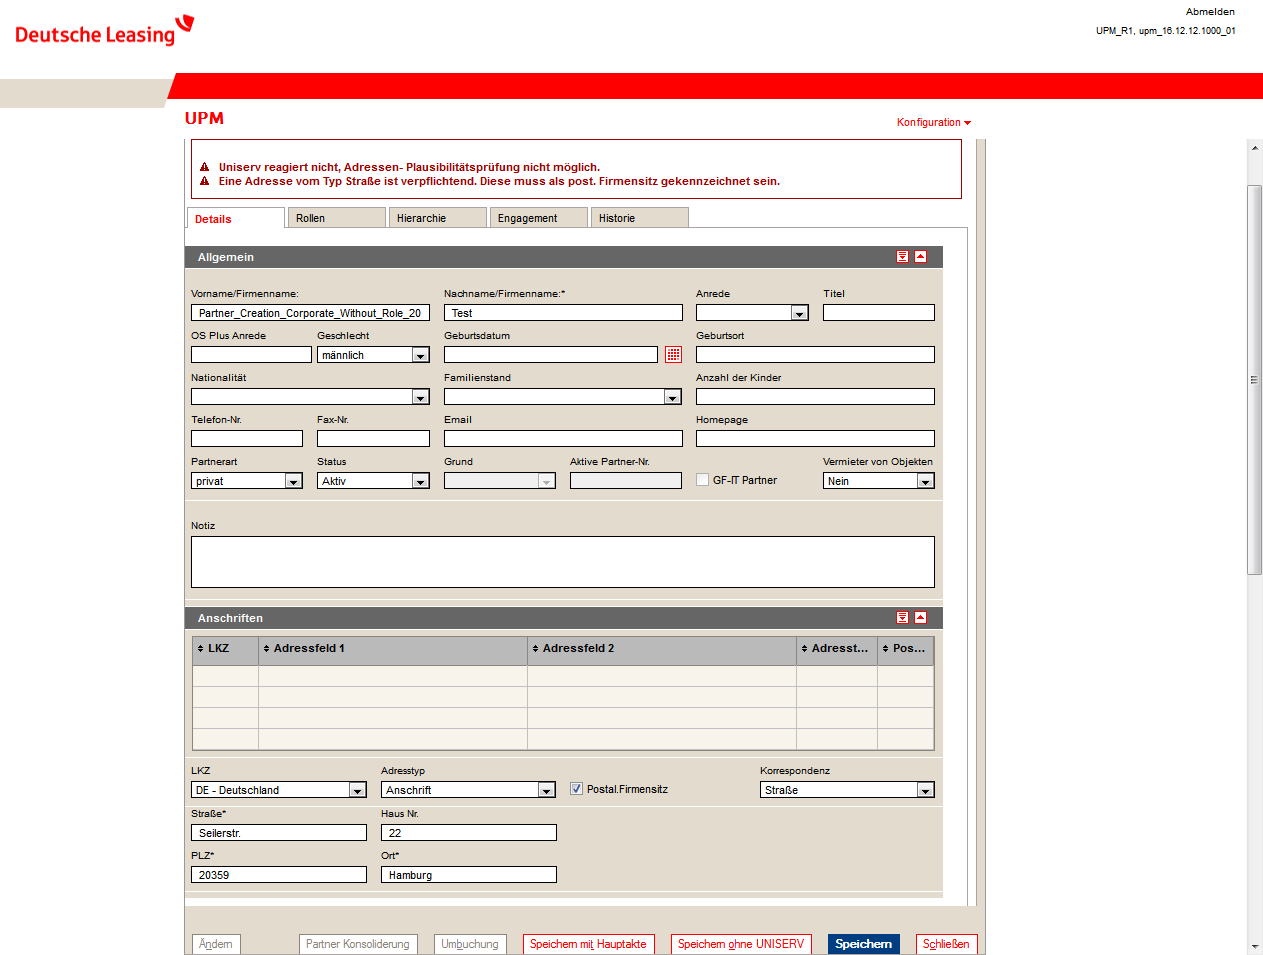 Deutsche Leasing
Abmelden
UPM_R1, upm_16.12.12.1000_01
UPM
Konfiguration
Uniserv reagiert nicht, Adressen- Plausibilitätsprüfung nicht möglich.
Eine Adresse vom Typ Straße ist verpflichtend. Diese muss als post. Firmensitz gekennzeichnet sein.
Details Rollen Hierarchie Engagement Historie
Allgemein
Vorname/Firmenname: Nachname/Firmenname:* Anrede Titel
Partner_Creation_Corporate_Without_Role_20 Test
OS Plus Anrede Geschlecht Geburtsdatum Geburtsort
männlich
Nationalität Familienstand Anzahl der Kinder
Telefon-Nr. Fax-Nr. Email Homepage
Partnerart Status Grund Aktive Partner-Nr. Vermieter von Objekten
privat Aktiv GF-IT Partner Nein
Notiz
Anschriften
LKZ Adressfeld 1 Adressfeld 2 Adresst... Pos...
LKZ Adresstyp Korrespondenz
DE - Deutschland Anschrift Postal.Firmensitz Straße
Straße* Haus Nr.
Seilerstr. 22
PLZ* Ort*
20359 Hamburg
Ändern Partner Konsolidierung Umbuchung Speichern mit Hauptakte Speichern ohne UNISERV Speichern Schließen